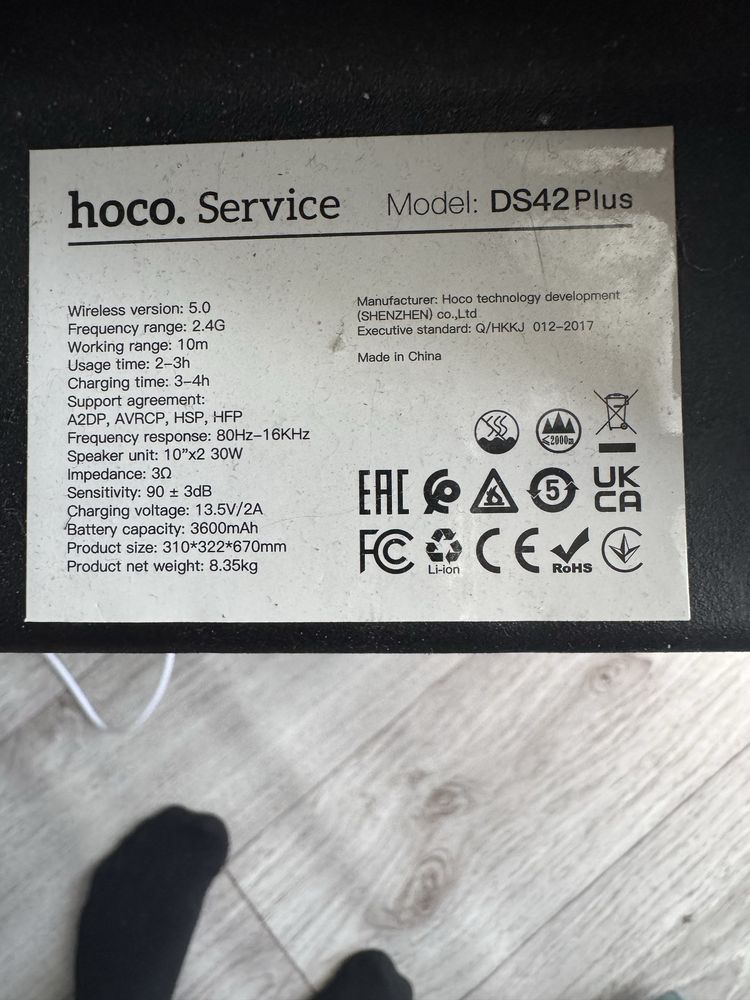 hoco. Service
Model: DS42 Plus
Wireless version: 5.0
Frequency range: 2.4G
Working range: 10m
Usage time: 2–3h
Charging time: 3–4h
Support agreement:
A2DP, AVRCP, HSP, HFP
Frequency response: 80Hz–16KHz
Speaker unit: 10”x2 30W
Impedance: 3Ω
Sensitivity: 90 ± 3dB
Charging voltage: 13.5V/2A
Battery capacity: 3600mAh
Product size: 310*322*670mm
Product net weight: 8.35kg
Manufacturer: Hoco technology development
(SHENZHEN) co.,Ltd
Executive standard: Q/HKKJ 012-2017
Made in China
≤2000m
EAC 5 UK
CA
FC Li-ion CE RoHS